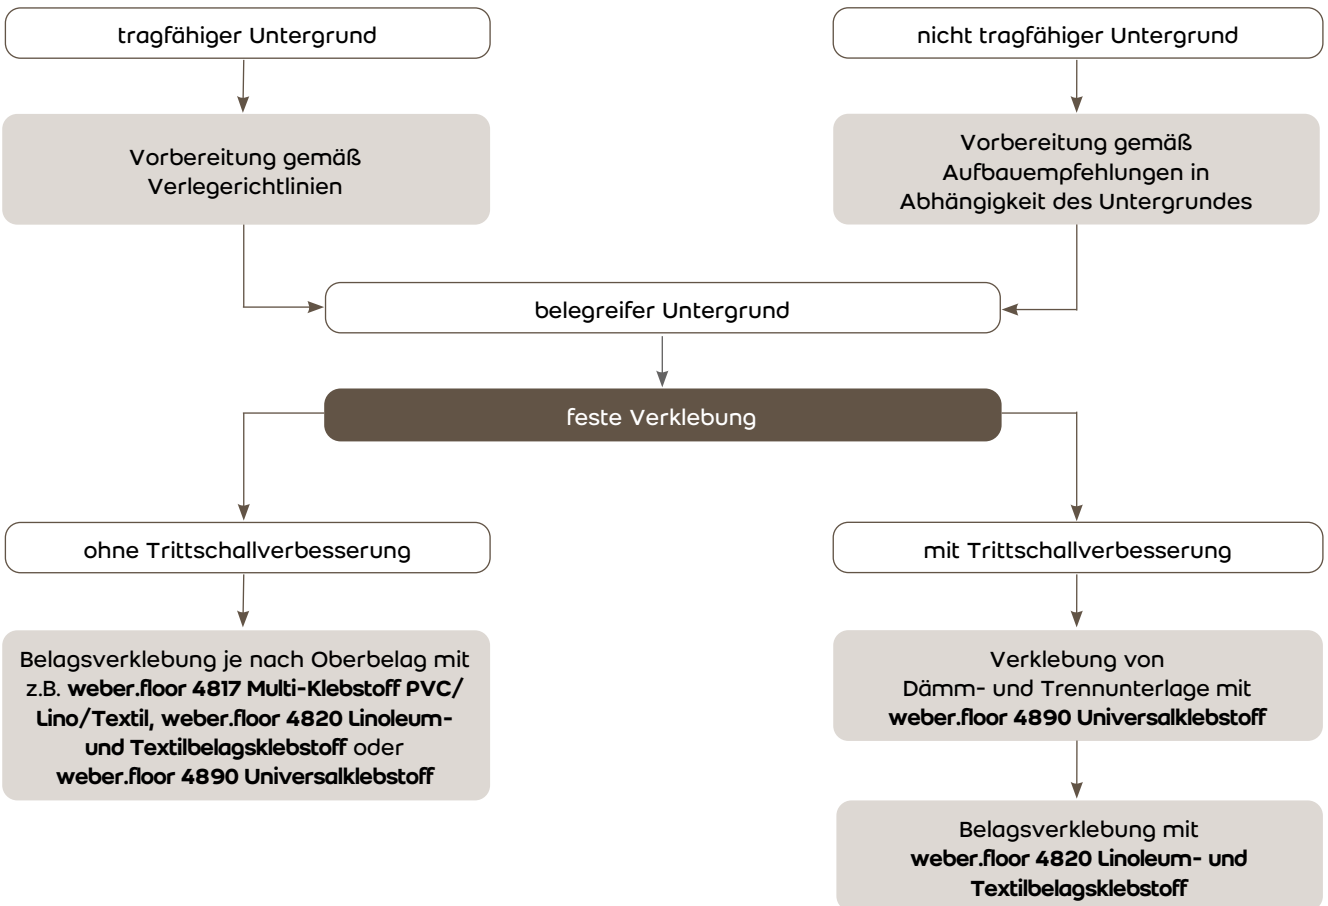 tragfähiger Untergrund
nicht tragfähiger Untergrund
Vorbereitung gemäß
Verlegerichtlinien
Vorbereitung gemäß
Aufbauempfehlungen in
Abhängigkeit des Untergrundes
belegreifer Untergrund
feste Verklebung
ohne Trittschallverbesserung
mit Trittschallverbesserung
Belagsverklebung je nach Oberbelag mit
z.B. weber.floor 4817 Multi-Klebstoff PVC/
Lino/Textil, weber.floor 4820 Linoleum-
und Textilbelagsklebstoff oder
weber.floor 4890 Universalklebstoff
Verklebung von
Dämm- und Trennunterlage mit
weber.floor 4890 Universalklebstoff
Belagsverklebung mit
weber.floor 4820 Linoleum- und
Textilbelagsklebstoff